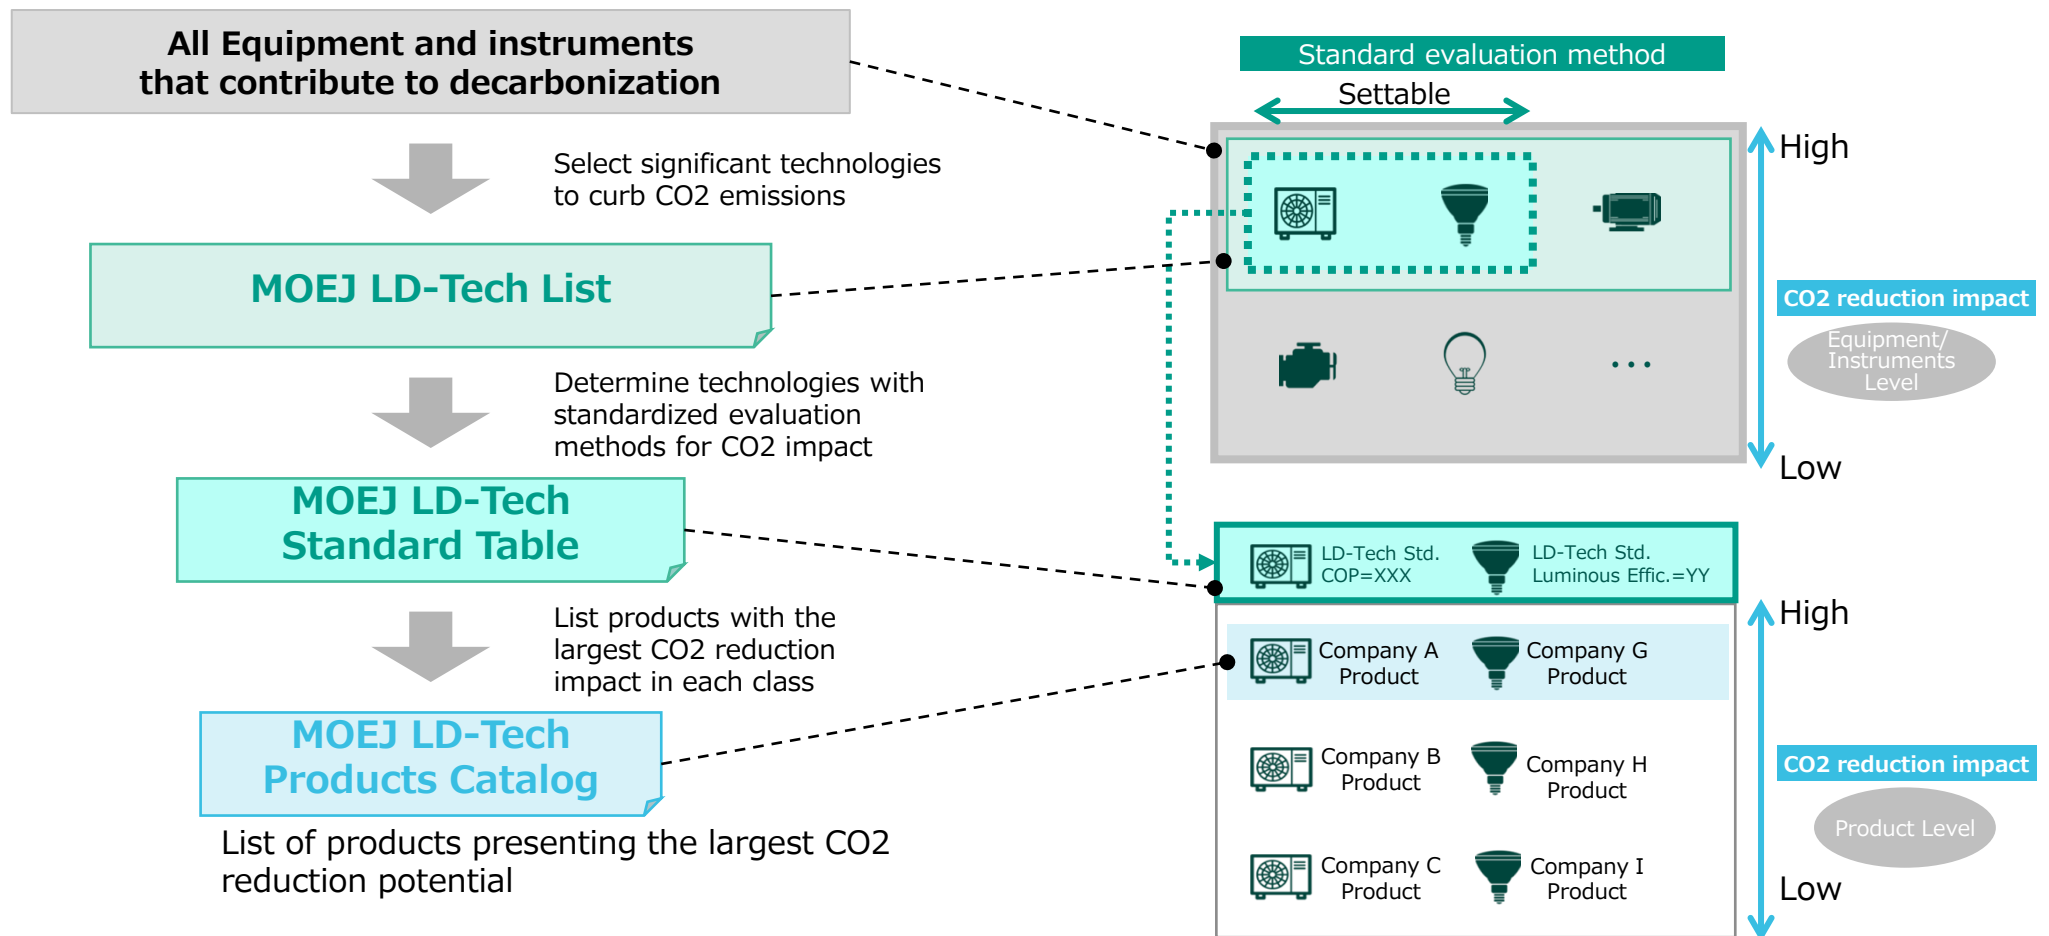 All Equipment and instruments
that contribute to decarbonization
Select significant technologies
to curb CO2 emissions
MOEJ LD-Tech List
Determine technologies with
standardized evaluation
methods for CO2 impact
MOEJ LD-Tech
Standard Table
List products with the
largest CO2 reduction
impact in each class
MOEJ LD-Tech
Products Catalog
List of products presenting the largest CO2
reduction potential
Standard evaluation method
Settable
High
CO2 reduction impact
Equipment/
Instruments
Level
Low
...
LD-Tech Std.
COP=XXX
LD-Tech Std.
Luminous Effic.=YY
High
Company A
Product
Company G
Product
Company B
Product
Company H
Product
CO2 reduction impact
Product Level
Company C
Product
Company I
Product
Low